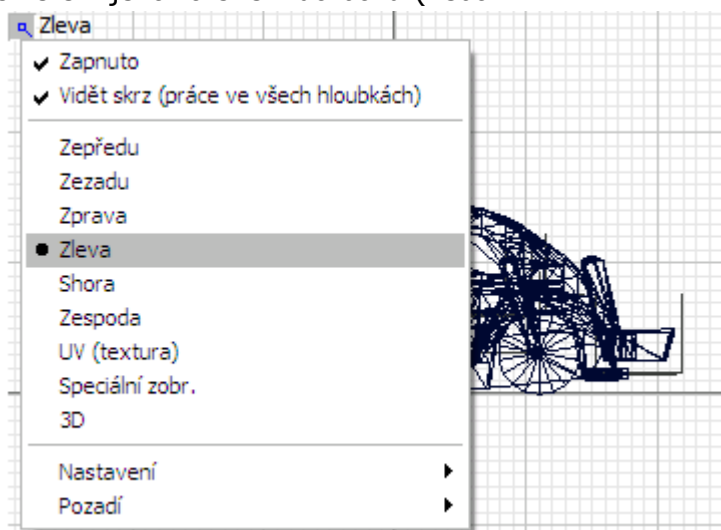 Zleva
Zapnuto
Vidět skrz (práce ve všech hloubkách)
Zepředu
Zezadu
Zprava
Zleva
Shora
Zespoda
UV (textura)
Speciální zobr.
3D
Nastavení
Pozadí